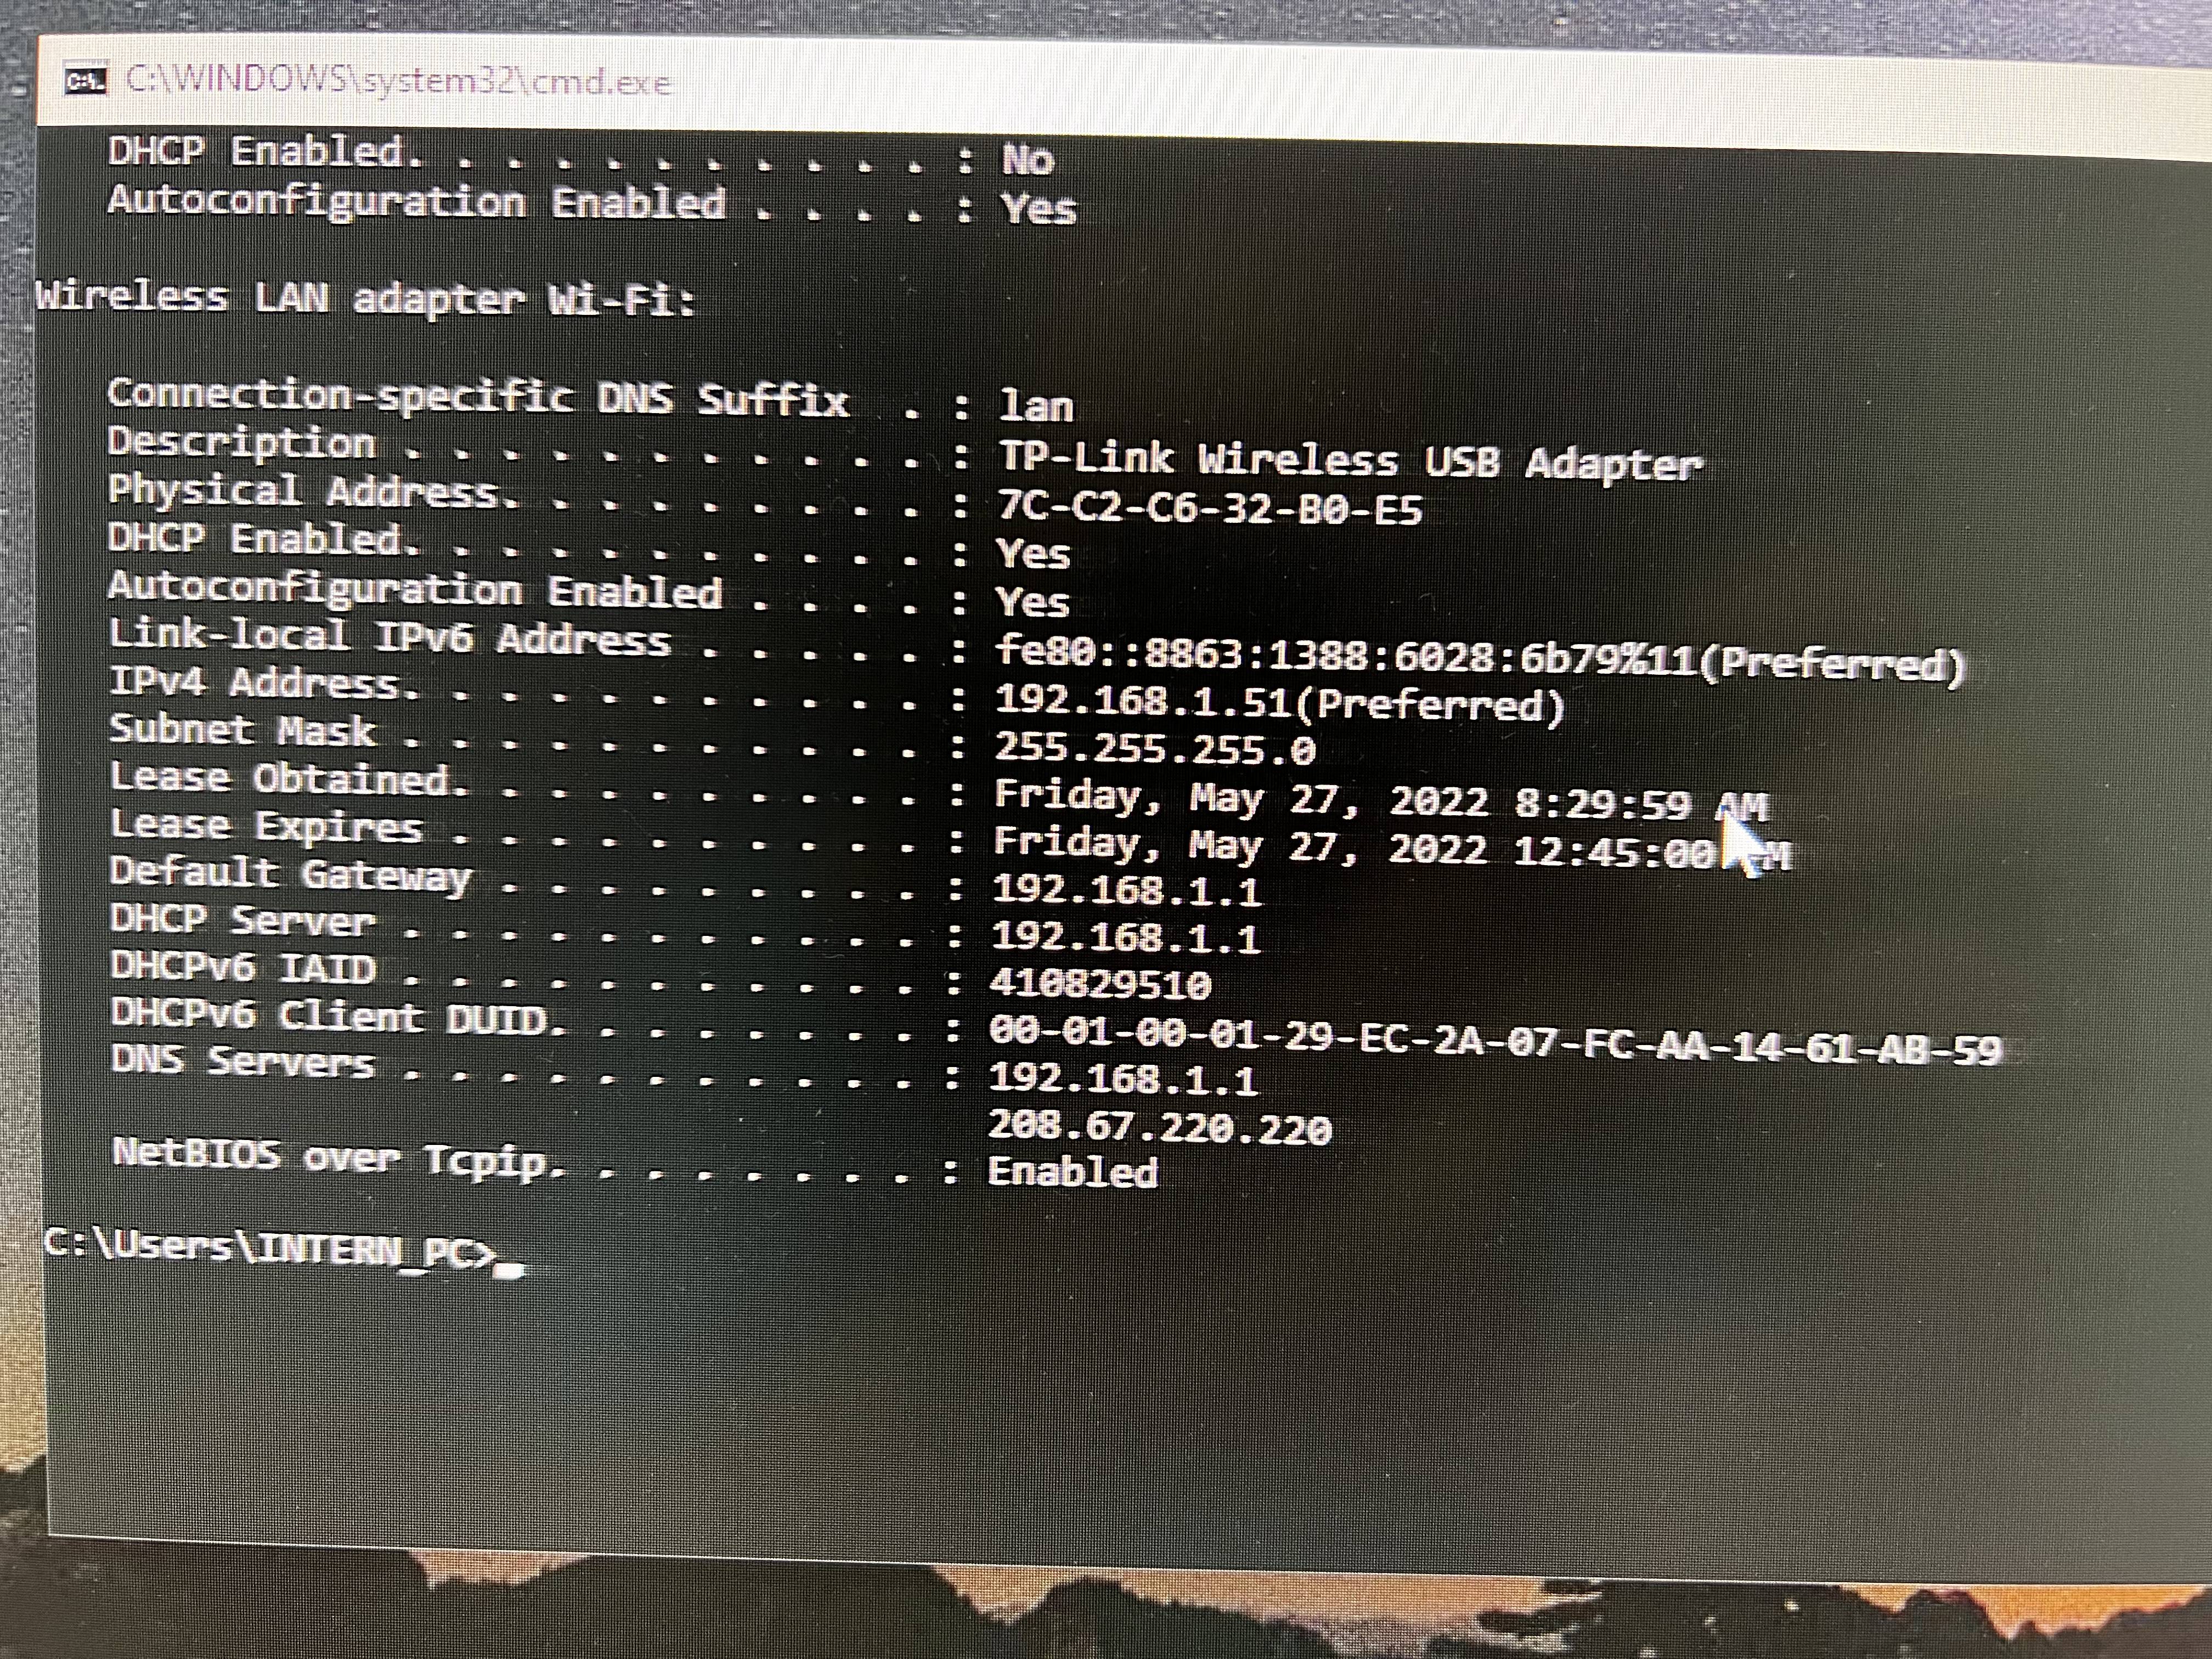 C:\WINDOWS\system32\cmd.exe
DHCP Enabled. . . . . . . . . . . : No
Autoconfiguration Enabled . . . . : Yes
Wireless LAN adapter Wi-Fi:
Connection-specific DNS Suffix  . : lan
Description . . . . . . . . . . . : TP-Link Wireless USB Adapter
Physical Address. . . . . . . . . : 7C-C2-C6-32-B0-E5
DHCP Enabled. . . . . . . . . . . : Yes
Autoconfiguration Enabled . . . . : Yes
Link-local IPv6 Address . . . . . : fe80::8863:1388:6028:6b79%11(Preferred)
IPv4 Address. . . . . . . . . . . : 192.168.1.51(Preferred)
Subnet Mask . . . . . . . . . . . : 255.255.255.0
Lease Obtained. . . . . . . . . . : Friday, May 27, 2022 8:29:59 AM
Lease Expires . . . . . . . . . . : Friday, May 27, 2022 12:45:00
Default Gateway . . . . . . . . . : 192.168.1.1
DHCP Server . . . . . . . . . . . : 192.168.1.1
DHCPv6 IAID . . . . . . . . . . . : 410829510
DHCPv6 Client DUID. . . . . . . . : 00-01-00-01-29-EC-2A-07-FC-AA-14-61-AB-59
DNS Servers . . . . . . . . . . . : 192.168.1.1
208.67.220.220
NetBIOS over Tcpip. . . . . . . . : Enabled
C:\Users\INTERN_PC>_